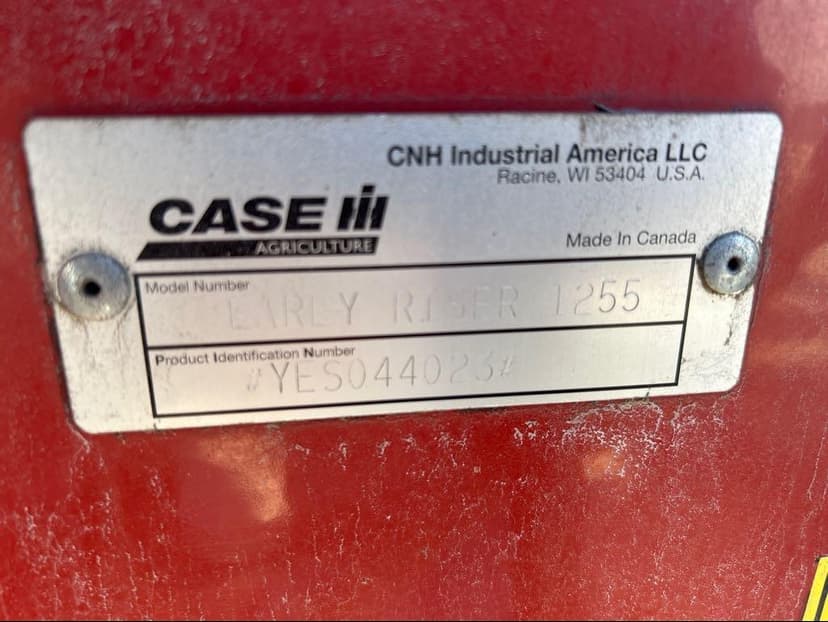 CNH Industrial America LLC
Racine, WI 53404 U.S.A.
CASE IH
AGRICULTURE
Made In Canada
Model Number
EARLY RISER 1255
Product Identification Number
#YES044023#